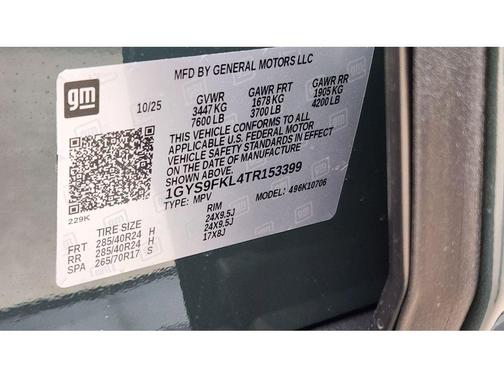 gm
MFD BY GENERAL MOTORS LLC
10/25
GVWR GAWR FRT GAWR RR
3447 KG 1678 KG 1905 KG
7600 LB 3700 LB 4200 LB
THIS VEHICLE CONFORMS TO ALL
APPLICABLE U.S. FEDERAL MOTOR
VEHICLE SAFETY STANDARDS IN EFFECT
ON THE DATE OF MANUFACTURE
1GYS9FKL4TR153399
TYPE: MPV MODEL: 496K10706
229K
TIRE SIZE RIM
FRT 285/40R24 H 24X9.5J
RR 285/40R24 H 24X9.5J
SPA 265/70R17 S 17X8J